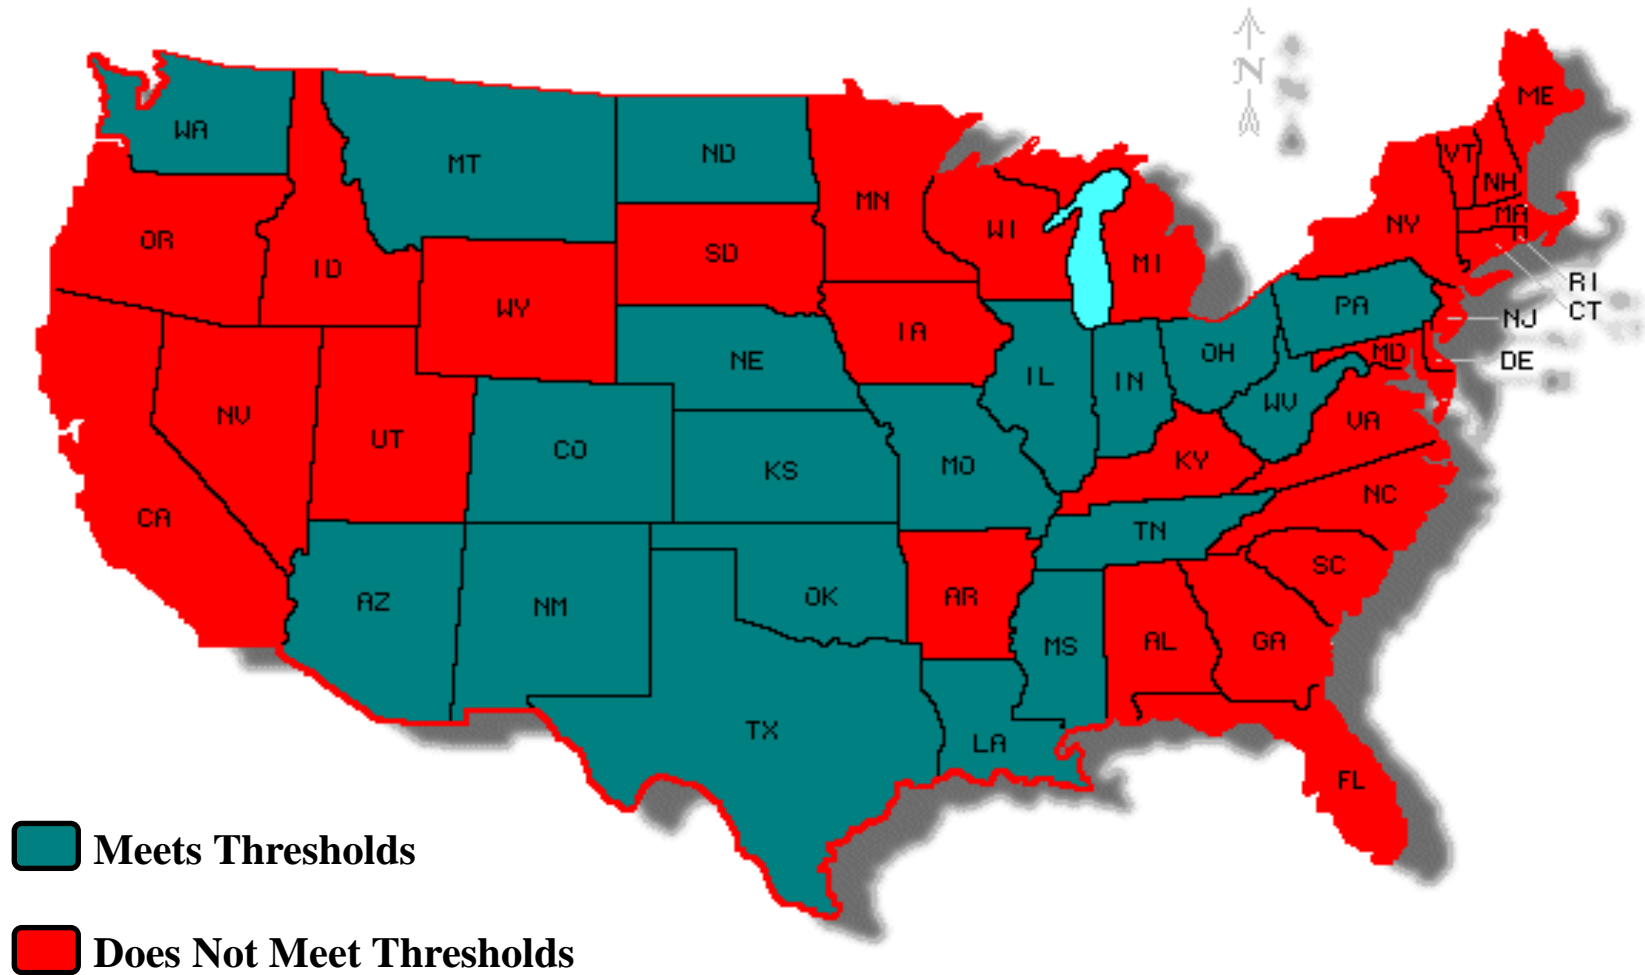 N
ME
WA
VT
MT
ND
NH
MN
MA
NY
WI
OR
SD
MI
ID
RI
WY
PA
CT
NJ
IA
OH
MD
NE
DE
IL
IN
WV
NV
VA
UT
CO
KY
MO
KS
NC
CA
TN
SC
AZ
OK
AR
NM
MS
AL
GA
TX
LA
FL
Meets Thresholds
Does Not Meet Thresholds